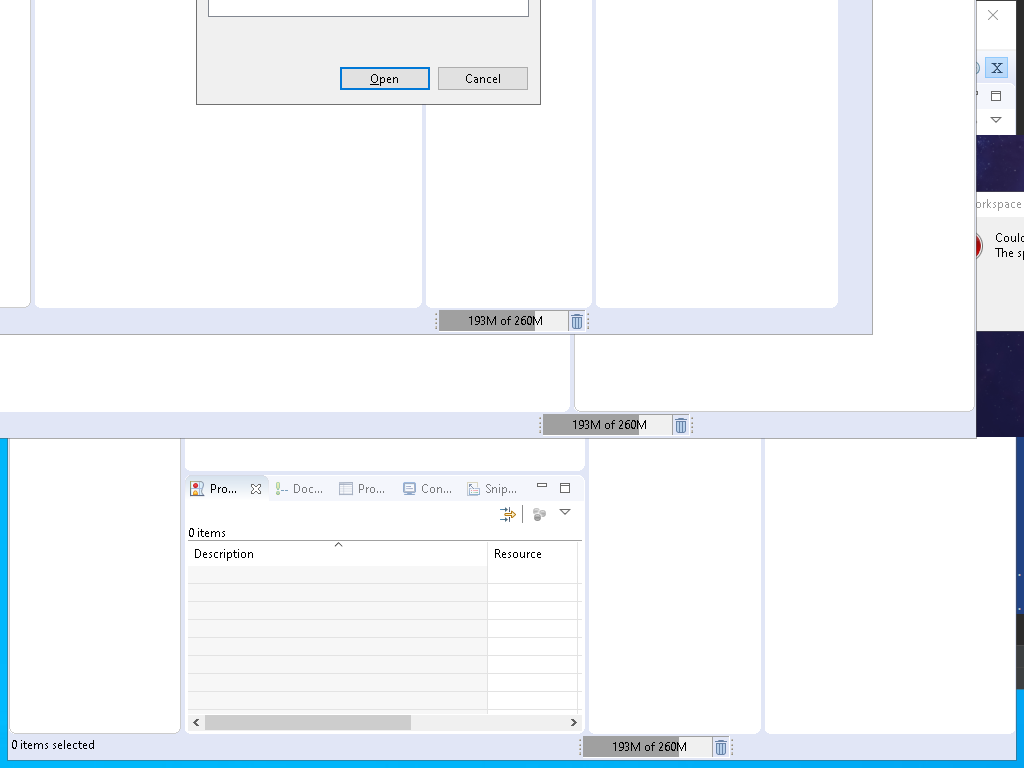 Open
Cancel
X
orkspace
Could
The sp
193M of 260M
193M of 260M
Pro...
Doc...
Pro...
Con...
Snip...
0 items
Description
Resource
0 items selected
193M of 260M